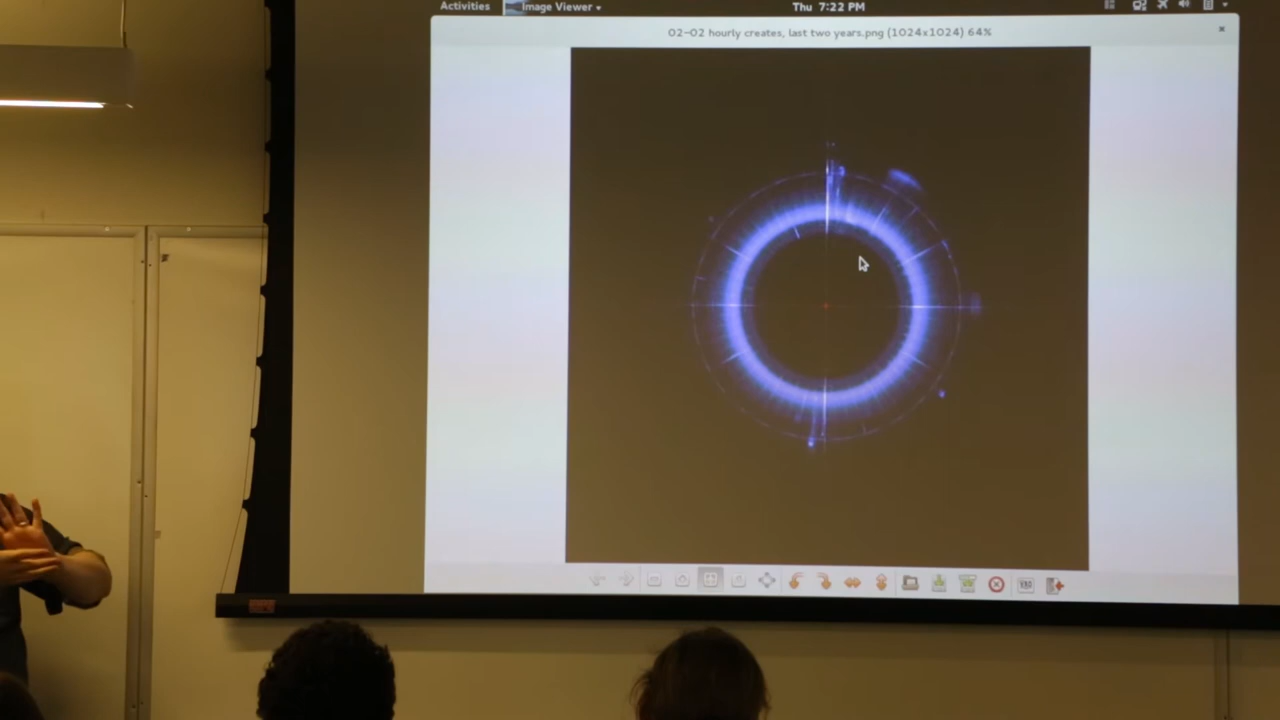 Activities Image Viewer Thu 7:22 PM
02-02 hourly creates, last two years.png (1024x1024) 64%